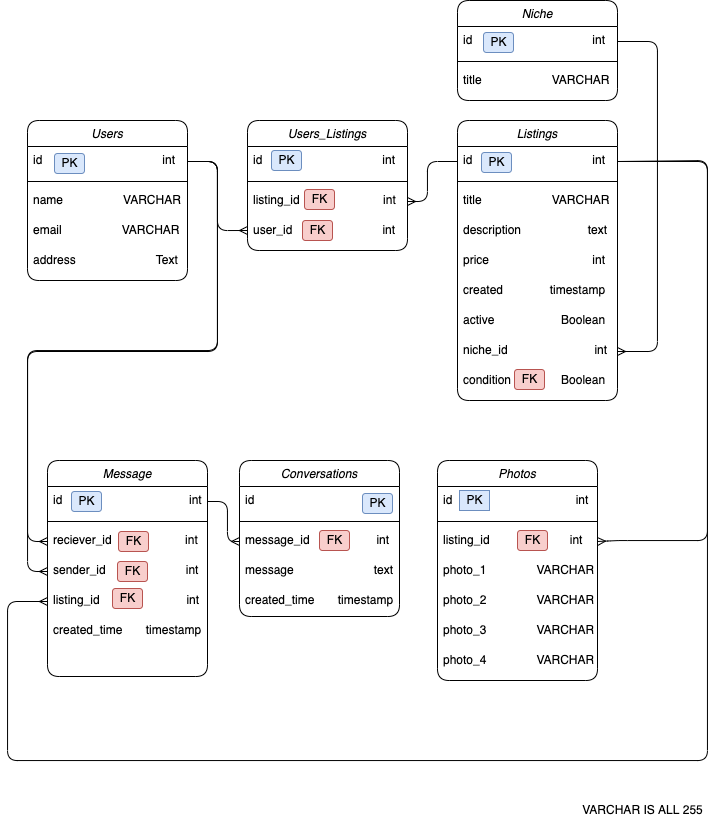 Niche
id PK int
title VARCHAR
Users
id PK int
name VARCHAR
email VARCHAR
address Text
Users_Listings
id PK int
listing_id FK int
user_id FK int
Listings
id PK int
title VARCHAR
description text
price int
created timestamp
active Boolean
niche_id int
condition FK Boolean
Message
id PK int
reciever_id FK int
sender_id FK int
listing_id FK int
created_time timestamp
Conversations
id PK
message_id FK int
message text
created_time timestamp
Photos
id PK int
listing_id FK int
photo_1 VARCHAR
photo_2 VARCHAR
photo_3 VARCHAR
photo_4 VARCHAR
VARCHAR IS ALL 255